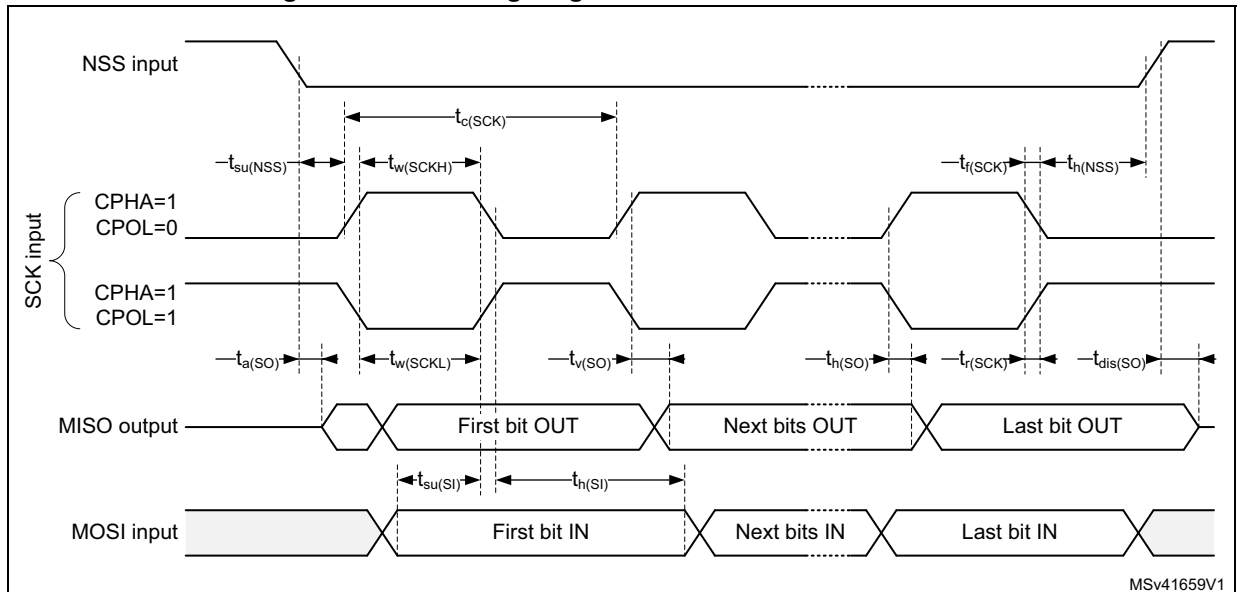 NSS input
tc(SCK)
tsu(NSS) tw(SCKH) tf(SCK) th(NSS)
SCK input
CPHA=1
CPOL=0
CPHA=1
CPOL=1
ta(SO) tw(SCKL) tv(SO) th(SO) tr(SCK) tdis(SO)
MISO output First bit OUT Next bits OUT Last bit OUT
tsu(SI) th(SI)
MOSI input First bit IN Next bits IN Last bit IN
MSv41659V1